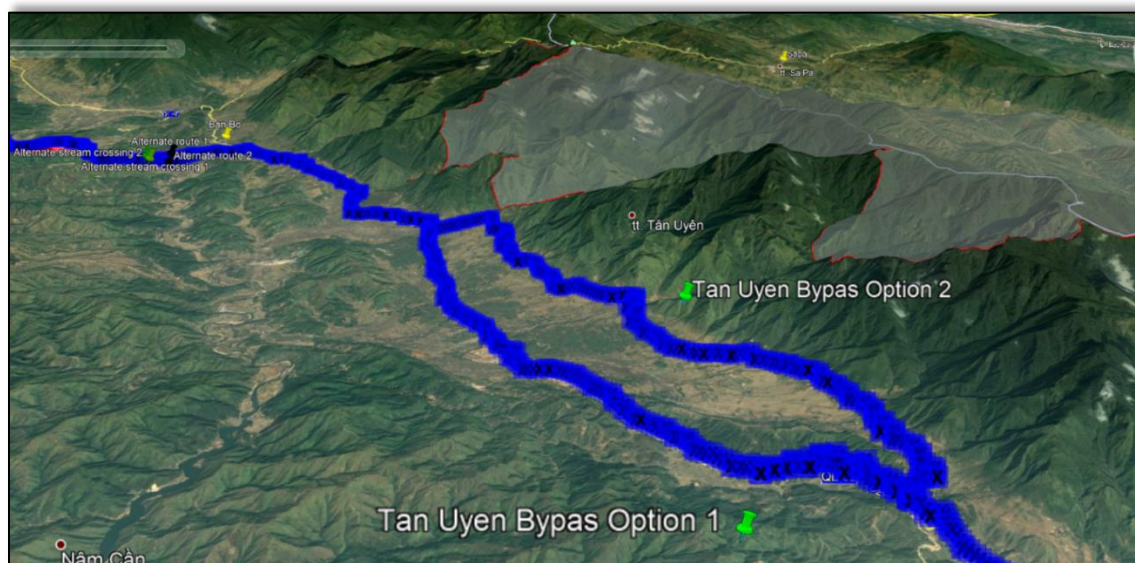 Sapa
tt. Sa Pa
Ban Bo
Alternate route 1
Alternate stream crossing 2
Alternate route 2
Alternate stream crossing 1
tt. Tân Uyên
Tan Uyen Bypas Option 2
Tan Uyen Bypas Option 1
Nậm Cần